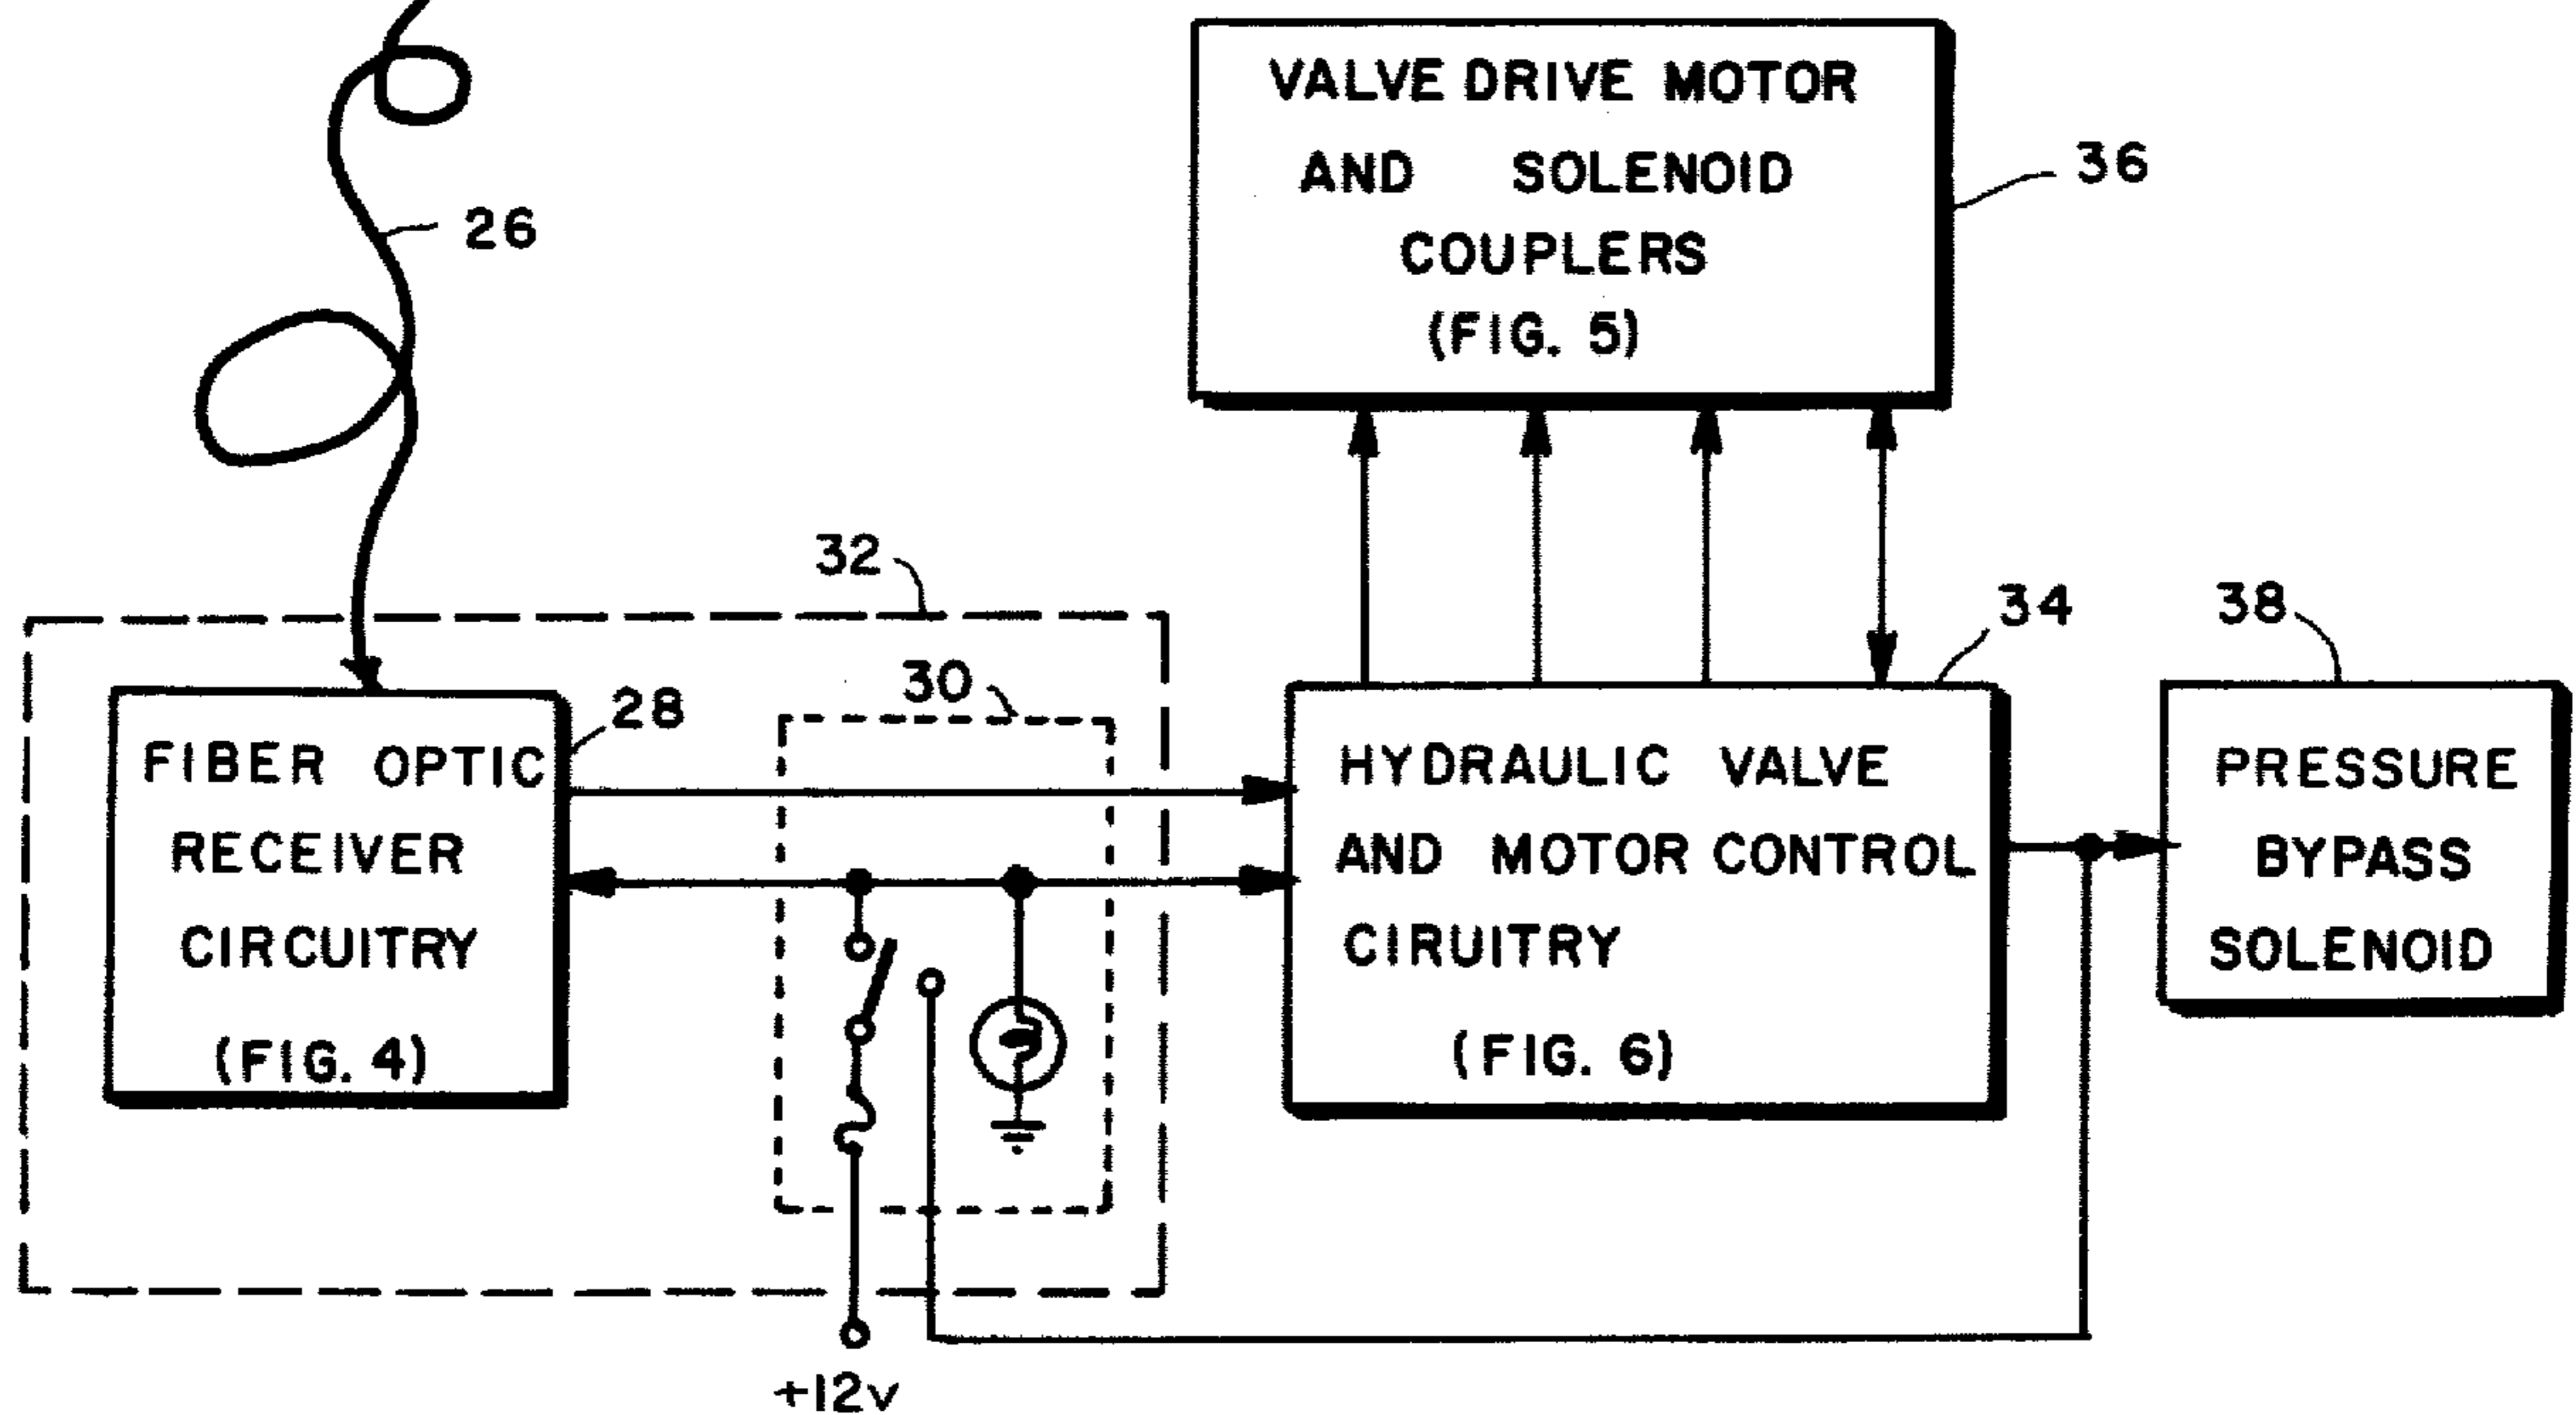 VALVE DRIVE MOTOR
AND SOLENOID
COUPLERS
(FIG. 5)
36
26
32
34
38
30
28
FIBER OPTIC
RECEIVER
CIRCUITRY
(FIG. 4)
HYDRAULIC VALVE
AND MOTOR CONTROL
CIRUITRY
(FIG. 6)
PRESSURE
BYPASS
SOLENOID
+12v